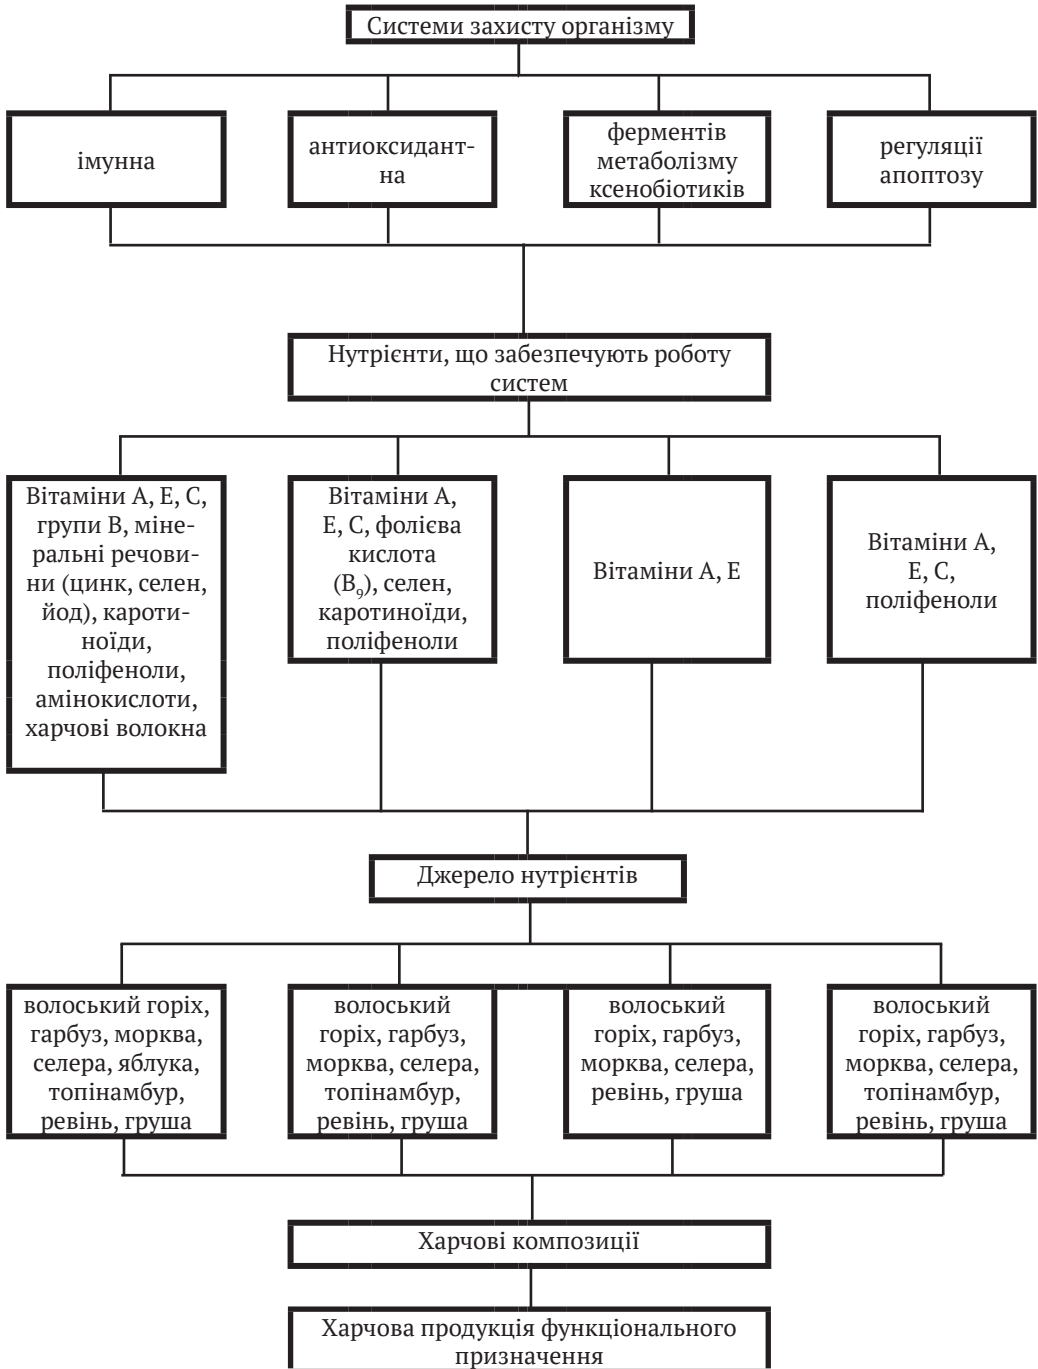 Системи захисту організму
імунна
антиоксидант-
на
ферментів
метаболізму
ксенобіотиків
регуляції
апоптозу
Нутрієнти, що забезпечують роботу
систем
Вітаміни А, Е, С,
групи В, міне-
ральні речови-
ни (цинк, селен,
йод), кароти-
ноїди,
поліфеноли,
амінокислоти,
харчові волокна
Вітаміни А,
Е, С, фолієва
кислота
(В₉), селен,
каротиноїди,
поліфеноли
Вітаміни А, Е
Вітаміни А,
Е, С,
поліфеноли
Джерело нутрієнтів
волоський горіх,
гарбуз, морква,
селера, яблука,
топінамбур,
ревінь, груша
волоський
горіх, гарбуз,
морква, селера,
топінамбур,
ревінь, груша
волоський
горіх, гарбуз,
морква, селера,
ревінь, груша
волоський
горіх, гарбуз,
морква, селера,
топінамбур,
ревінь, груша
Харчові композиції
Харчова продукція функціонального
призначення